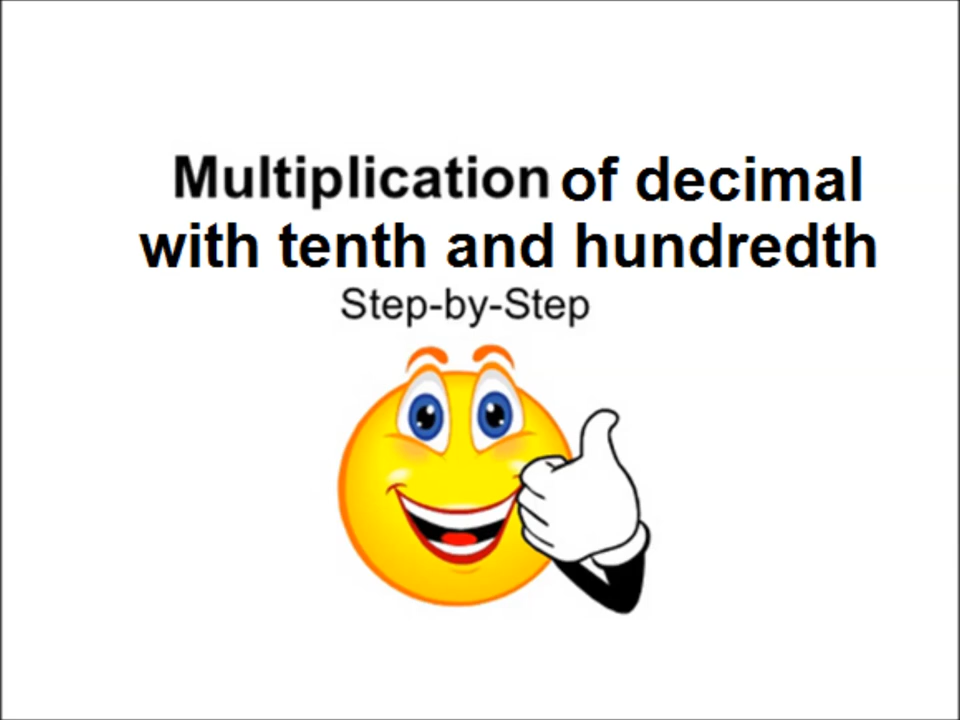 Multiplication of decimal
with tenth and hundredth
Step-by-Step